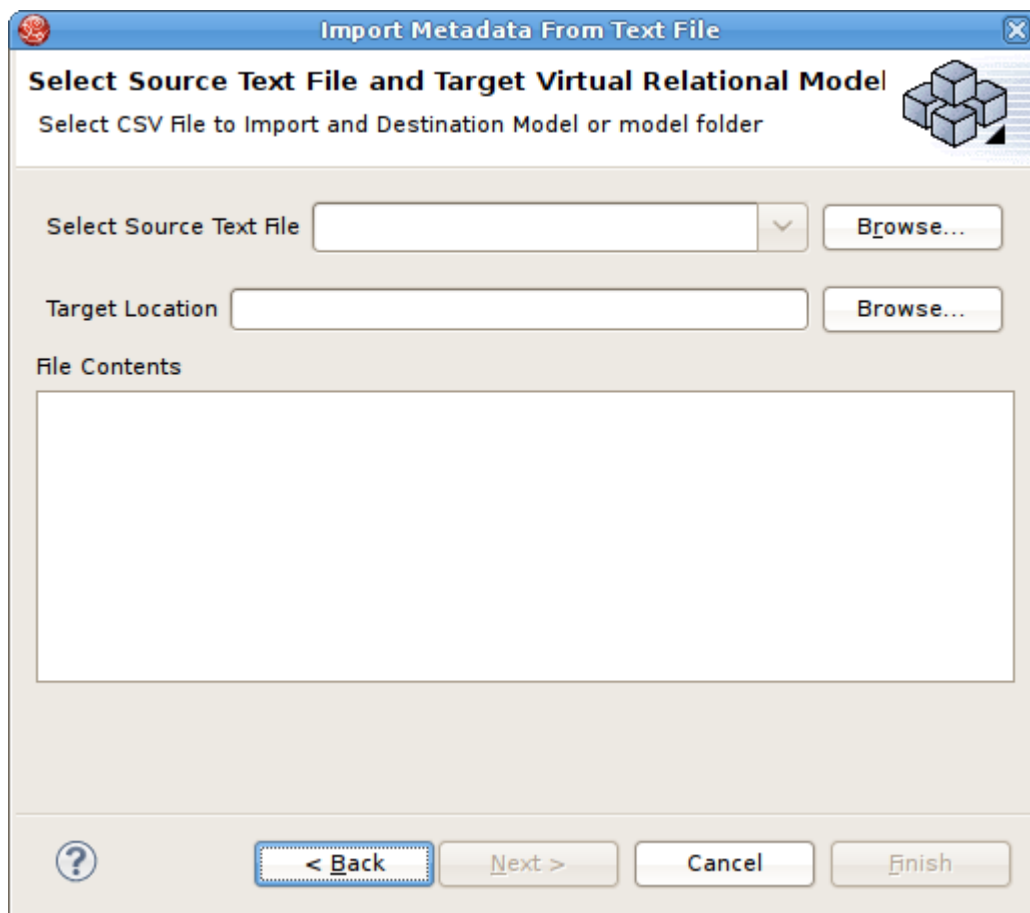 Import Metadata From Text File
Select Source Text File and Target Virtual Relational Model
Select CSV File to Import and Destination Model or model folder
Select Source Text File
Browse...
Target Location
Browse...
File Contents
?
< Back
Next >
Cancel
Finish